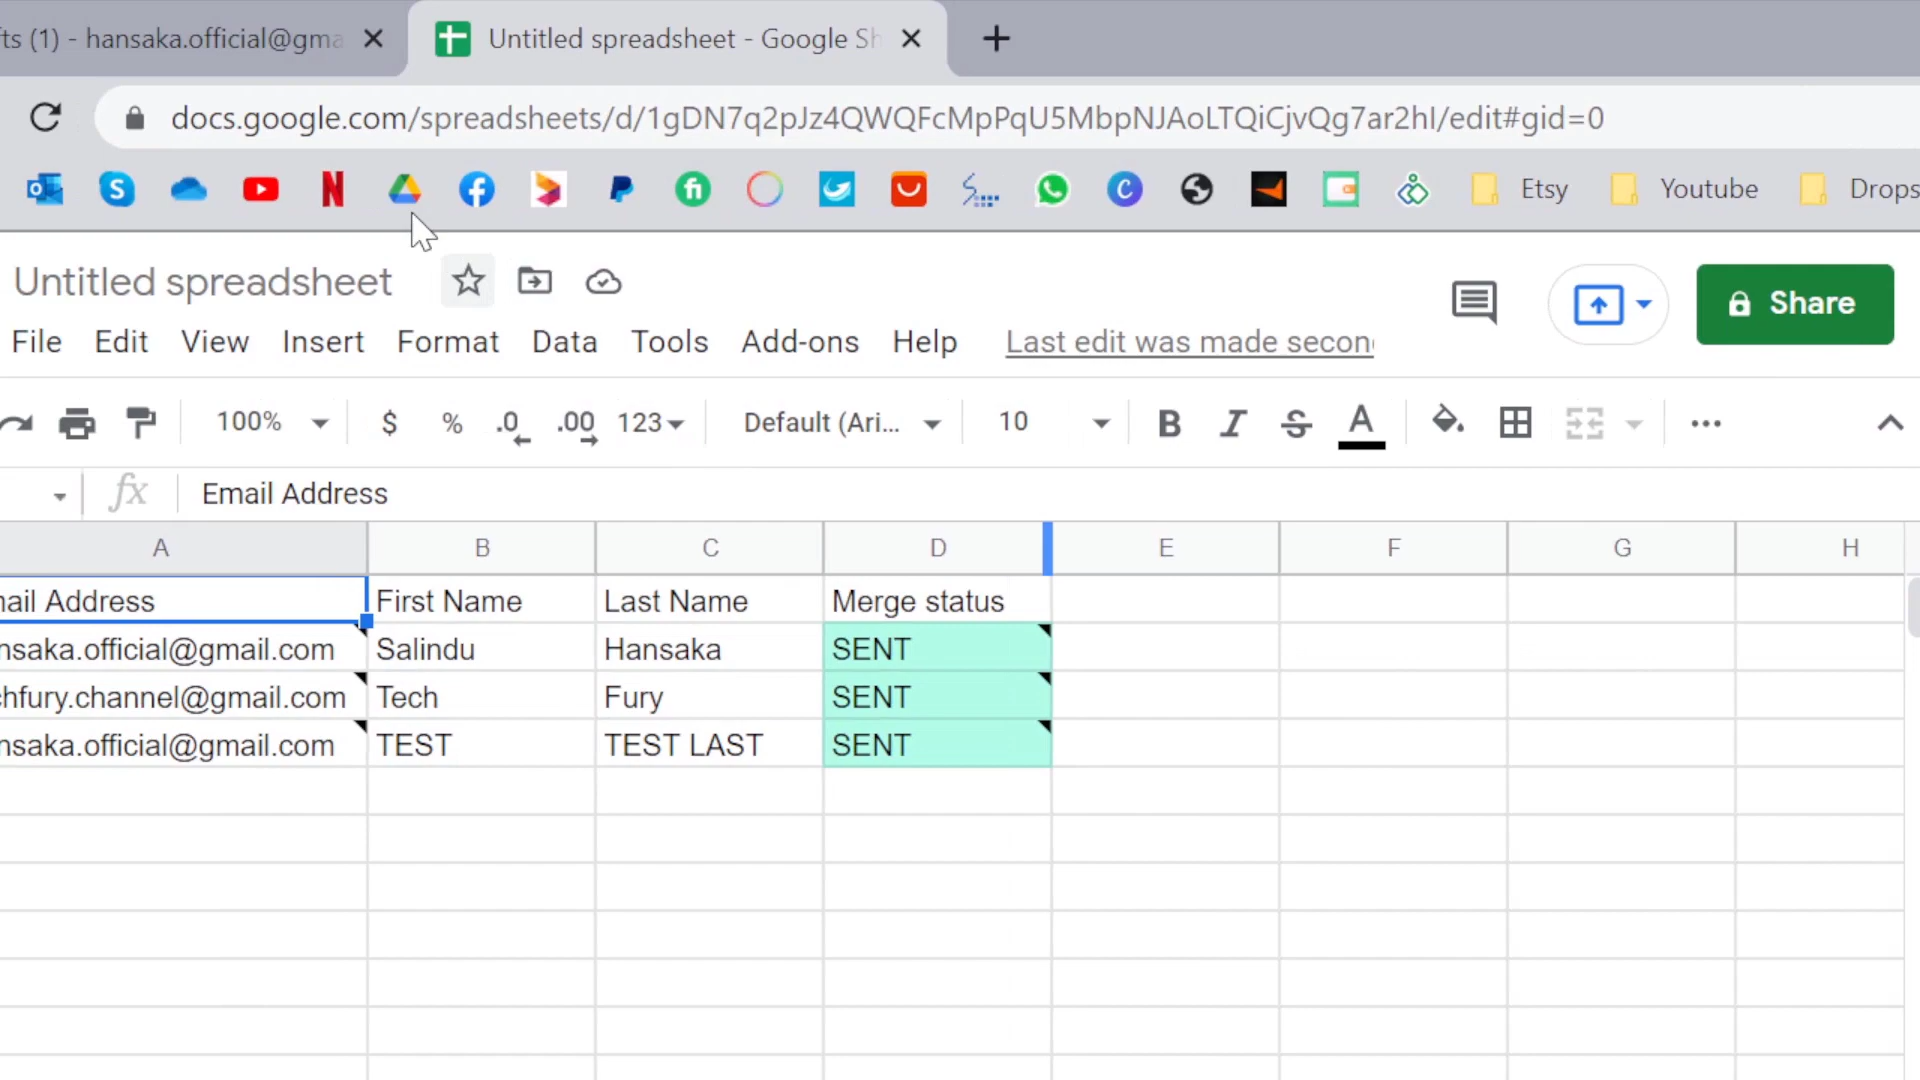 fts (1) - hansaka.official@gma
Untitled spreadsheet - Google Sh
docs.google.com/spreadsheets/d/1gDN7q2pJz4QWQFcMpPqU5MbpNJAoLTQiCjvQg7ar2hI/edit#gid=0
Etsy Youtube Drops
Untitled spreadsheet
Share
File Edit View Insert Format Data Tools Add-ons Help Last edit was made secon
100% $ % .0 .00 123 Default (Ari... 10 B I S A
fx Email Address
A B C D E F G H
nail Address First Name Last Name Merge status
nsaka.official@gmail.com Salindu Hansaka SENT
chfury.channel@gmail.com Tech Fury SENT
nsaka.official@gmail.com TEST TEST LAST SENT